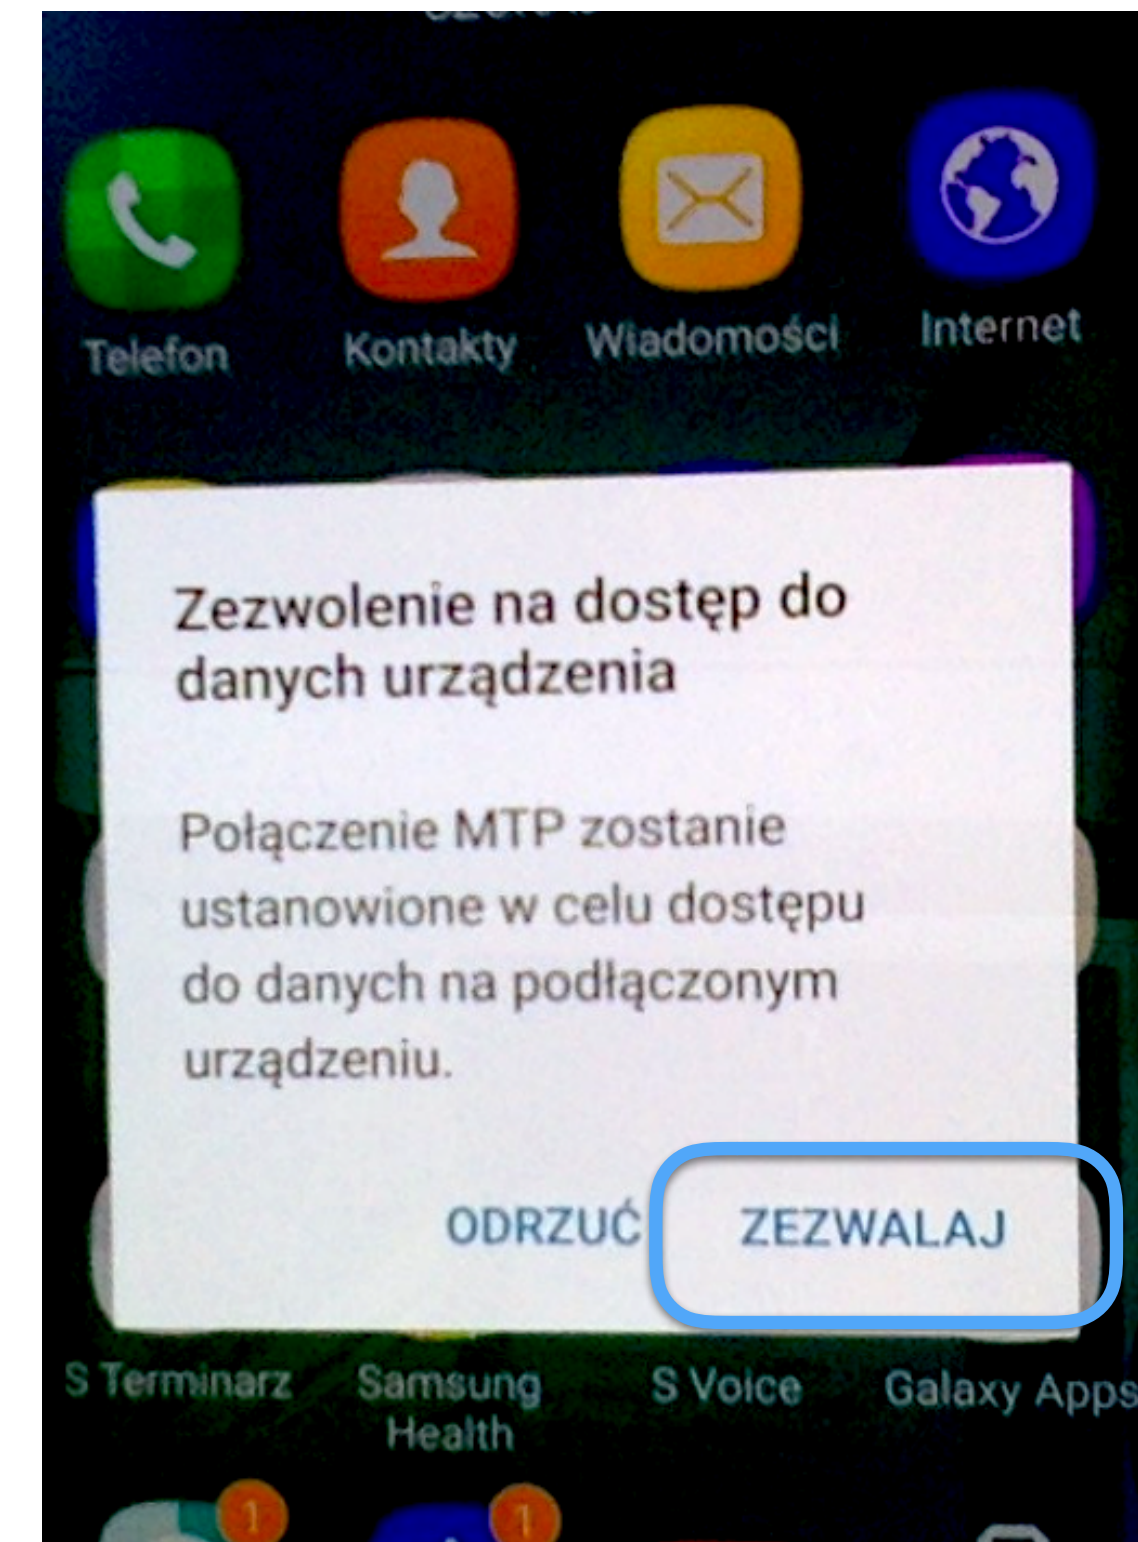 Telefon Kontakty Wiadomości Internet
Zezwolenie na dostęp do
danych urządzenia
Połączenie MTP zostanie
ustanowione w celu dostępu
do danych na podłączonym
urządzeniu.
ODRZUĆ ZEZWALAJ
S Terminarz Samsung S Voice Galaxy Apps
Health
1 1